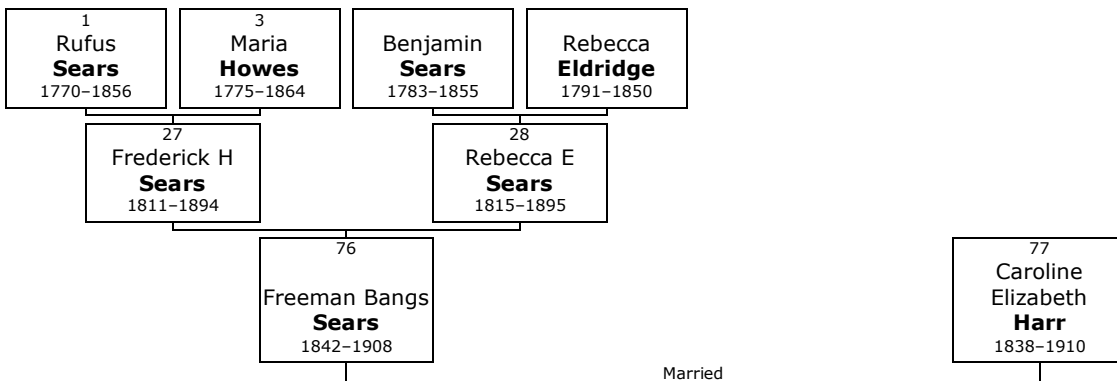 1
Rufus
Sears
1770–1856
3
Maria
Howes
1775–1864
Benjamin
Sears
1783–1855
Rebecca
Eldridge
1791–1850
27
Frederick H
Sears
1811–1894
28
Rebecca E
Sears
1815–1895
76
Freeman Bangs
Sears
1842–1908
77
Caroline
Elizabeth
Harr
1838–1910
Married